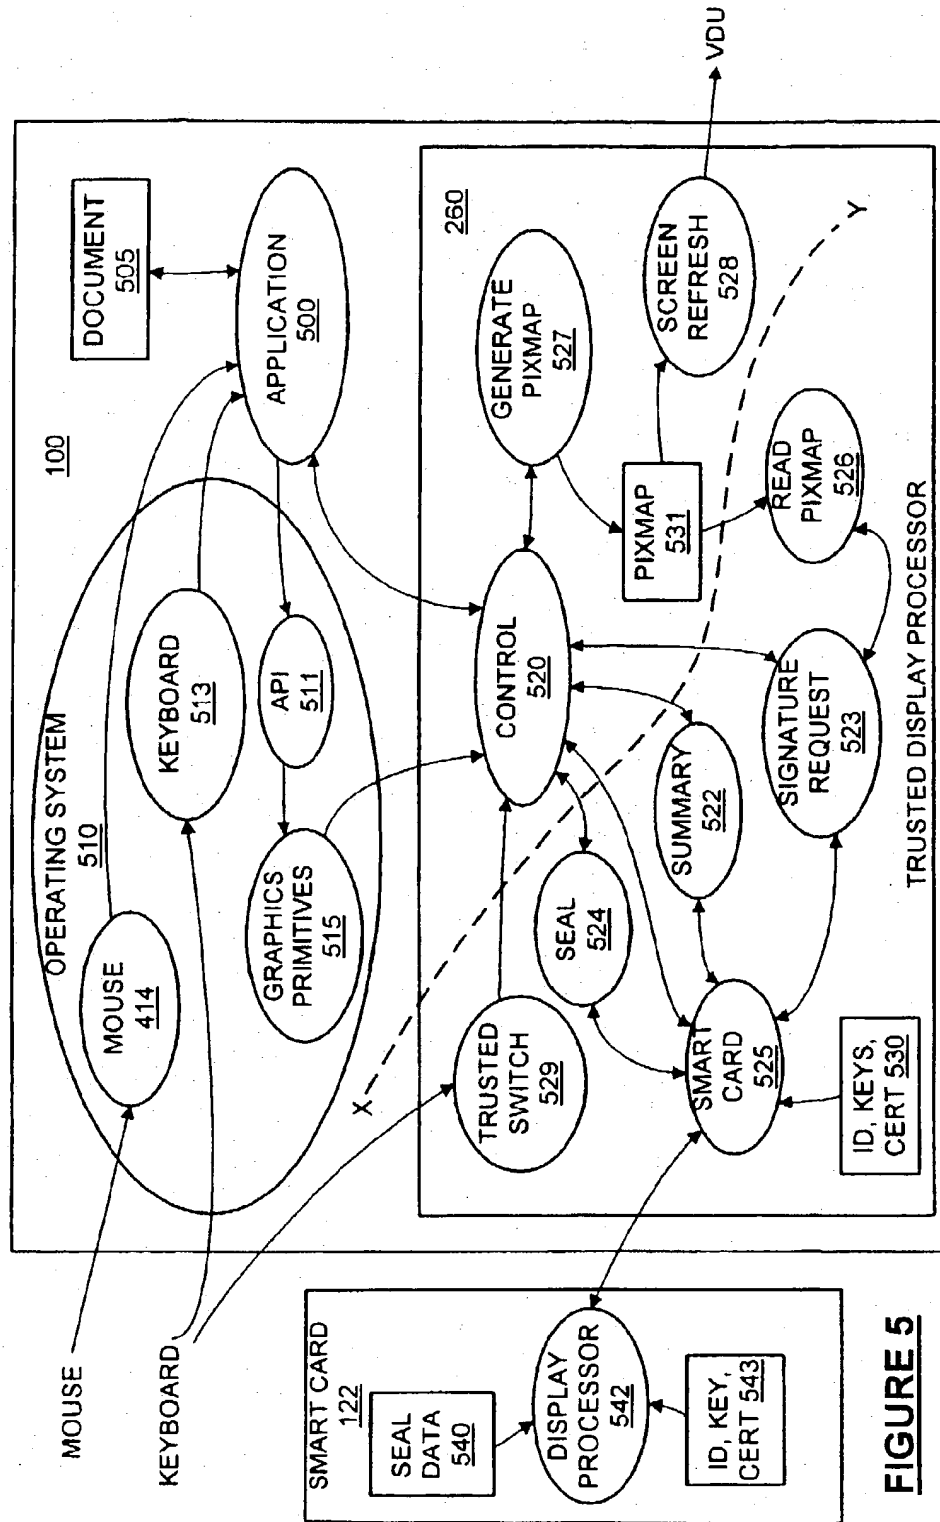 MOUSE
KEYBOARD
100
OPERATING SYSTEM
510
MOUSE
414
KEYBOARD
513
API
511
GRAPHICS
PRIMITIVES
515
DOCUMENT
505
APPLICATION
500
260
X
Y
TRUSTED
SWITCH
529
CONTROL
520
GENERATE
PIXMAP
527
PIXMAP
531
SCREEN
REFRESH
528
VDU
SEAL
524
SUMMARY
522
SIGNATURE
REQUEST
523
READ
PIXMAP
526
SMART
CARD
525
ID, KEYS,
CERT 530
TRUSTED DISPLAY PROCESSOR
SMART CARD
122
SEAL
DATA
540
DISPLAY
PROCESSOR
542
ID, KEY,
CERT 543
FIGURE 5